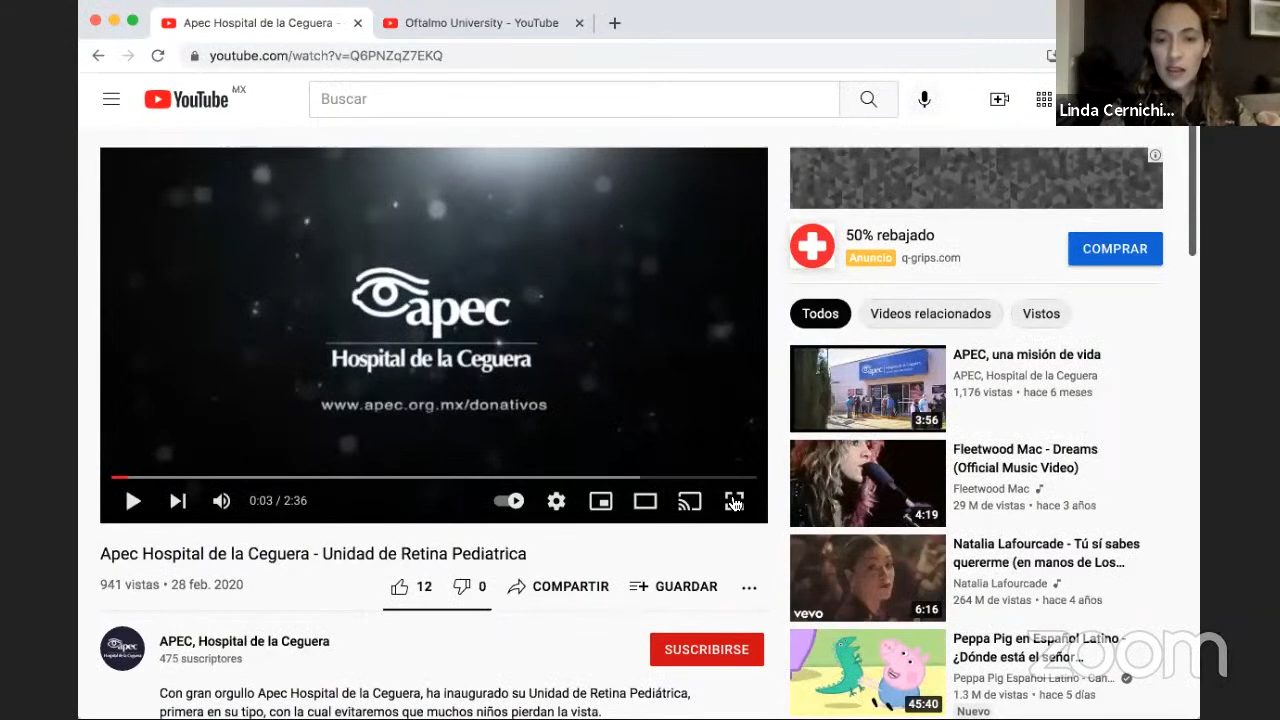 Apec Hospital de la Ceguera -
Oftalmo University - YouTube
youtube.com/watch?v=Q6PNZqZ7EKQ
YouTube MX
Buscar
Linda Cernichi...
apec
Hospital de la Ceguera
www.apec.org.mx/donativos
0:03 / 2:36
Apec Hospital de la Ceguera - Unidad de Retina Pediatrica
941 vistas • 28 feb. 2020
12
0
COMPARTIR
GUARDAR
apec
Hospital de la Ceguera
APEC, Hospital de la Ceguera
475 suscriptores
SUSCRIBIRSE
Con gran orgullo Apec Hospital de la Ceguera, ha inaugurado su Unidad de Retina Pediátrica,
primera en su tipo, con la cual evitaremos que muchos niños pierdan la vista.
50% rebajado
Anuncio q-grips.com
COMPRAR
Todos
Videos relacionados
Vistos
apec
3:56
APEC, una misión de vida
APEC, Hospital de la Ceguera
1,176 vistas • hace 6 meses
4:19
Fleetwood Mac - Dreams
(Official Music Video)
Fleetwood Mac
29 M de vistas • hace 3 años
vevo
6:16
Natalia Lafourcade - Tú sí sabes
quererme (en manos de Los...
Natalia Lafourcade
264 M de vistas • hace 4 años
45:40
Peppa Pig en Español Latino -
¿Dónde está el señor...
Peppa Pig Español Latino - Can...
1.3 M de vistas • hace 5 días
Nuevo
zoom